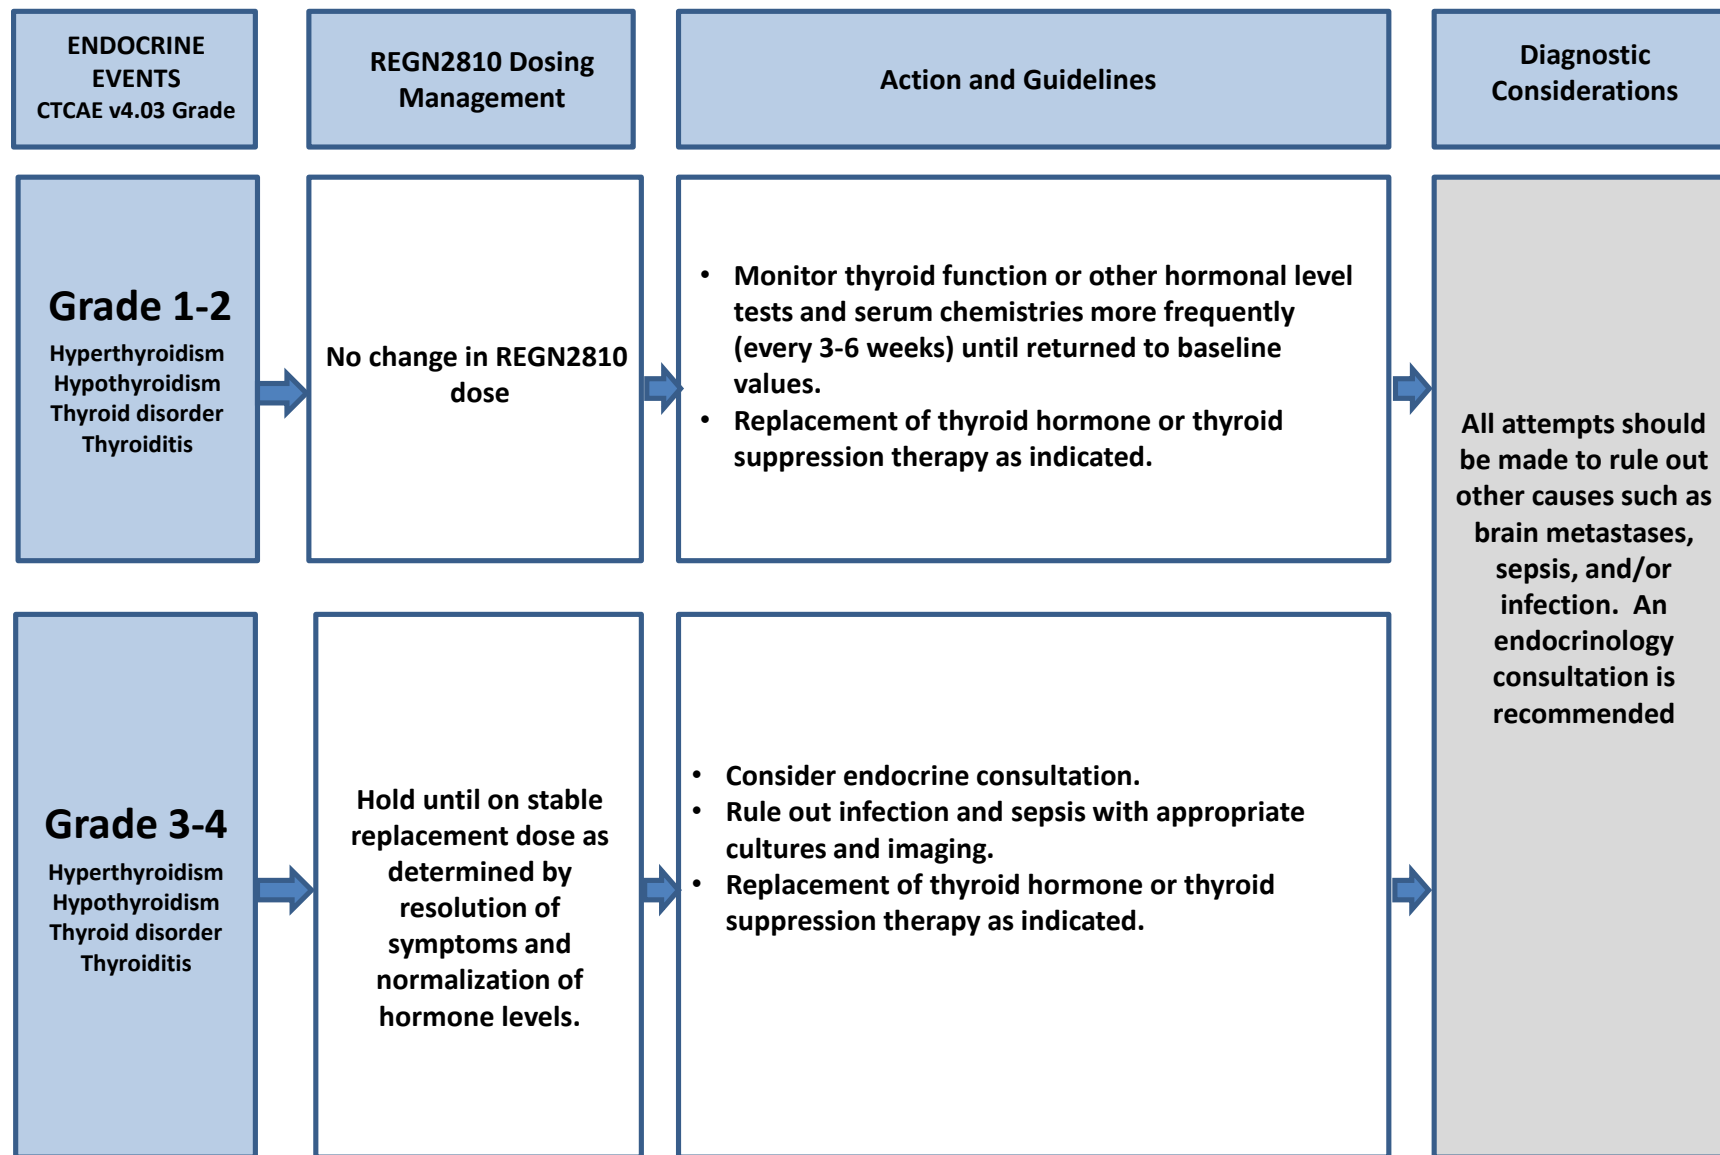 ENDOCRINE
EVENTS
CTCAE v4.03 Grade
REGN2810 Dosing
Management
Action and Guidelines
Diagnostic
Considerations
Grade 1-2
Hyperthyroidism
Hypothyroidism
Thyroid disorder
Thyroiditis
No change in REGN2810
dose
• Monitor thyroid function or other hormonal level
tests and serum chemistries more frequently
(every 3-6 weeks) until returned to baseline
values.
• Replacement of thyroid hormone or thyroid
suppression therapy as indicated.
All attempts should
be made to rule out
other causes such as
brain metastases,
sepsis, and/or
infection.  An
endocrinology
consultation is
recommended
Grade 3-4
Hyperthyroidism
Hypothyroidism
Thyroid disorder
Thyroiditis
Hold until on stable
replacement dose as
determined by
resolution of
symptoms and
normalization of
hormone levels.
• Consider endocrine consultation.
• Rule out infection and sepsis with appropriate
cultures and imaging.
• Replacement of thyroid hormone or thyroid
suppression therapy as indicated.